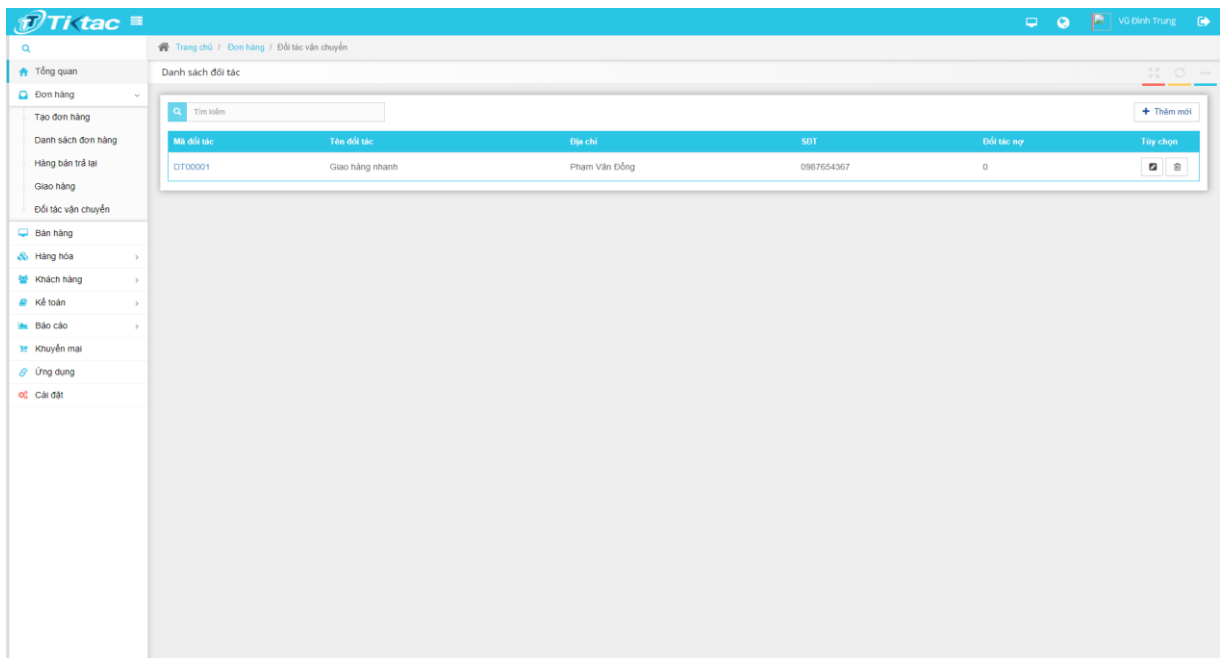 Tiktac
Vũ Đình Trung
Trang chủ / Đơn hàng / Đối tác vận chuyển
Tổng quan
Đơn hàng
Tạo đơn hàng
Danh sách đơn hàng
Hàng bán trả lại
Giao hàng
Đối tác vận chuyển
Bán hàng
Hàng hóa
Khách hàng
Kế toán
Báo cáo
Khuyến mại
Ứng dụng
Cài đặt
Danh sách đối tác
Tìm kiếm
Thêm mới
Mã đối tác Tên đối tác Địa chỉ SĐT Đối tác nợ Tùy chọn
DT00001 Giao hàng nhanh Phạm Văn Đồng 0987654367 0